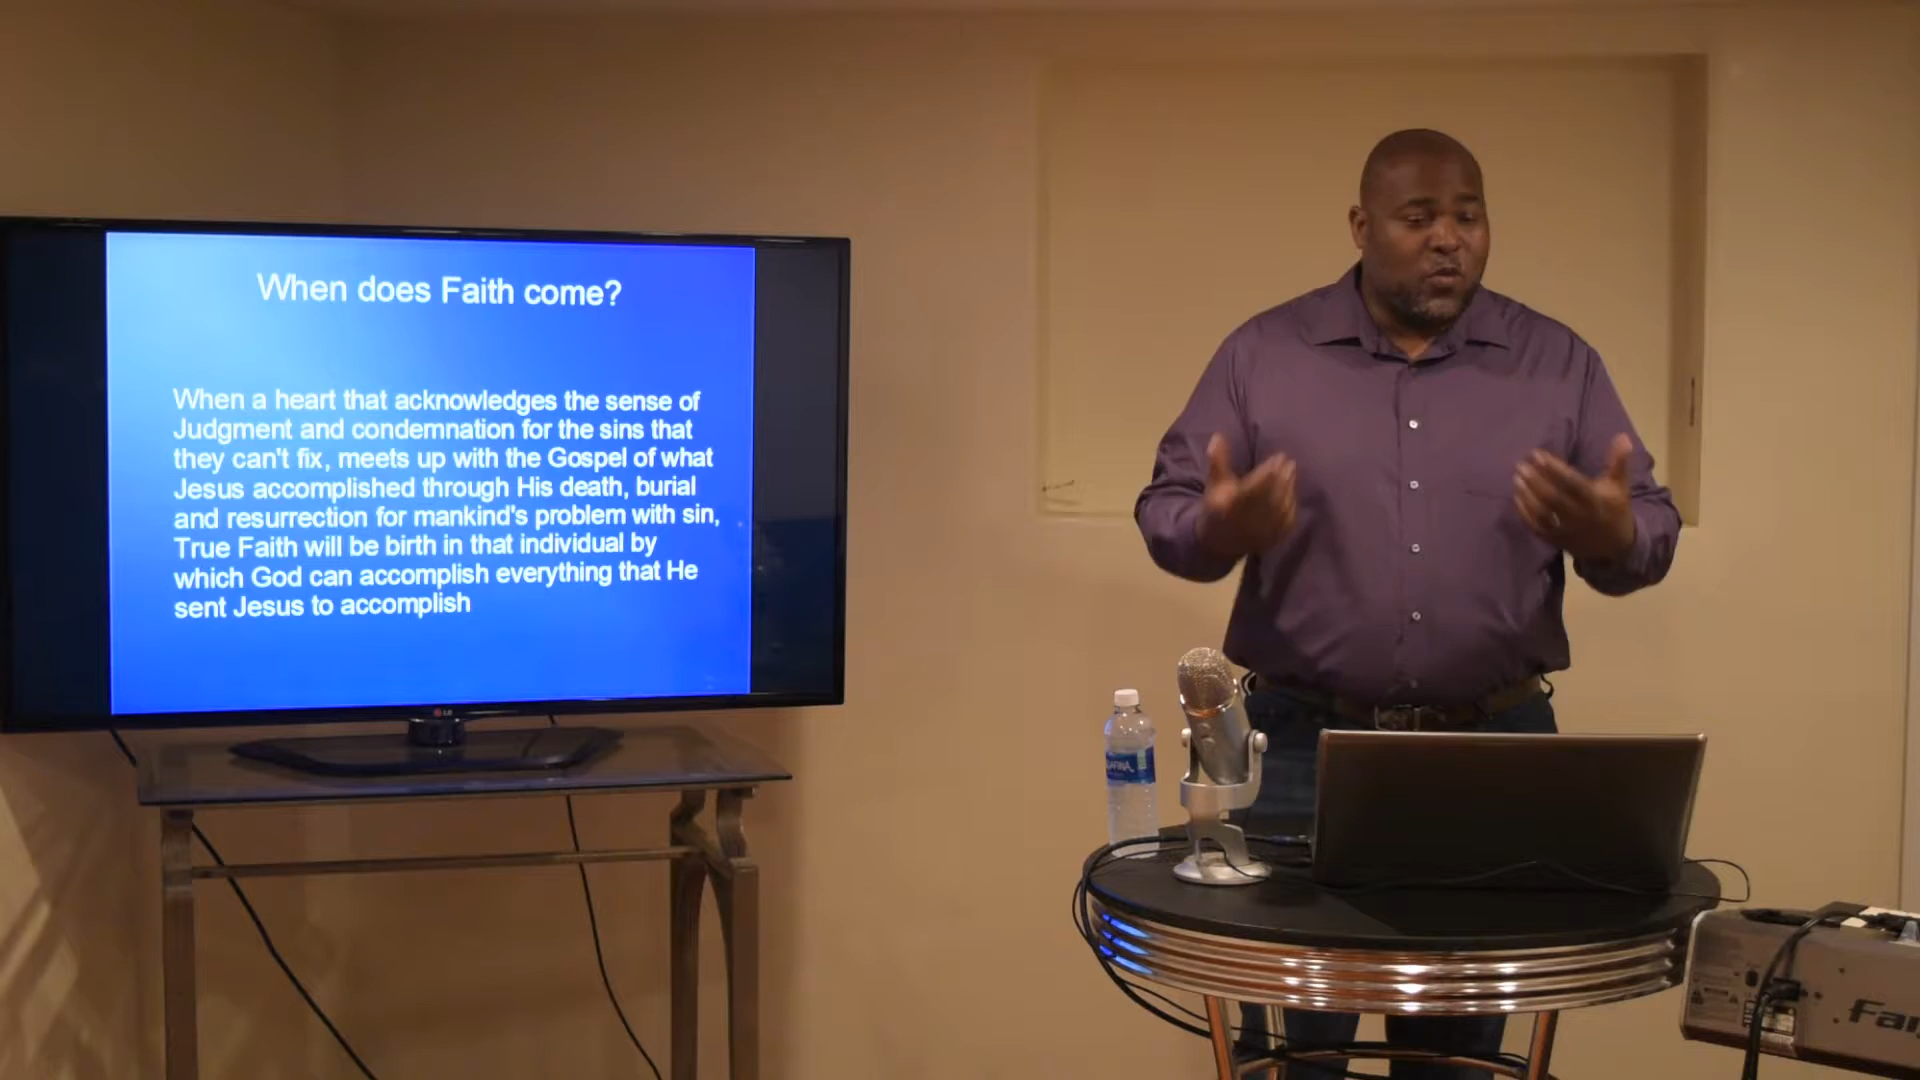 When does Faith come?
When a heart that acknowledges the sense of
Judgment and condemnation for the sins that
they can't fix, meets up with the Gospel of what
Jesus accomplished through His death, burial
and resurrection for mankind's problem with sin,
True Faith will be birth in that individual by
which God can accomplish everything that He
sent Jesus to accomplish
LG